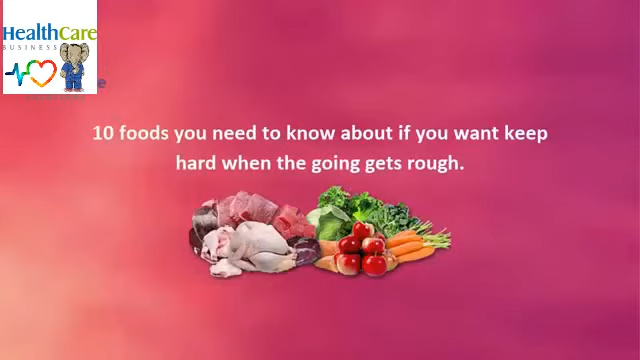 HealthCare
BUSINESS
e
10 foods you need to know about if you want keep
hard when the going gets rough.